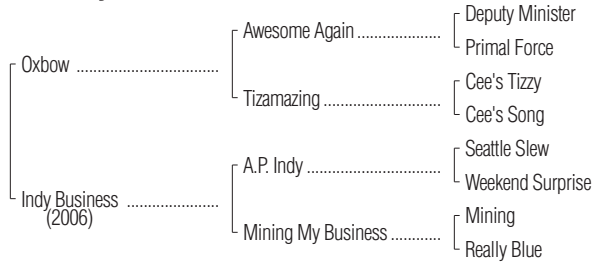 Deputy Minister
Awesome Again ..................
Primal Force
Oxbow ...............................
Cee's Tizzy
Tizamazing .........................
Cee's Song
Seattle Slew
A.P. Indy .............................
Weekend Surprise
Indy Business ....................
(2006)
Mining
Mining My Business ...........
Really Blue